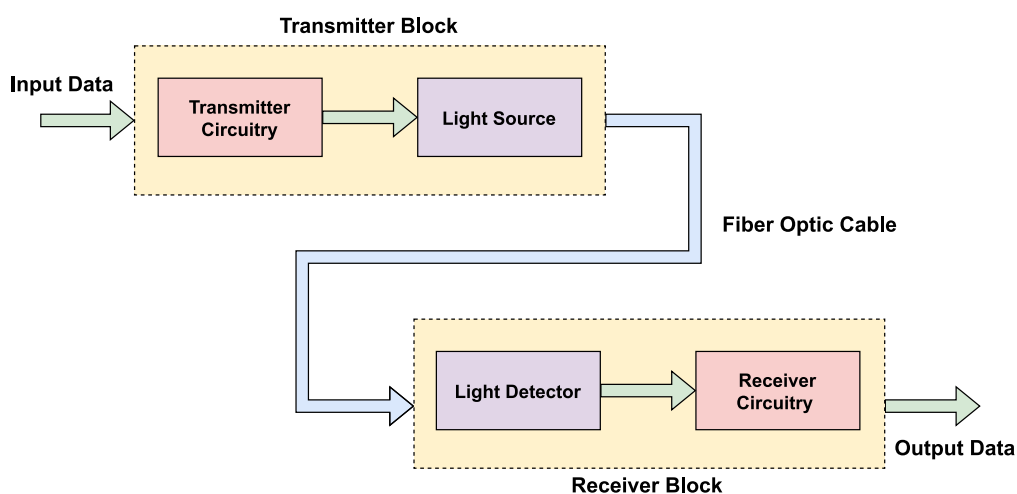 Transmitter Block
Input Data
Transmitter
Circuitry
Light Source
Fiber Optic Cable
Light Detector
Receiver
Circuitry
Output Data
Receiver Block